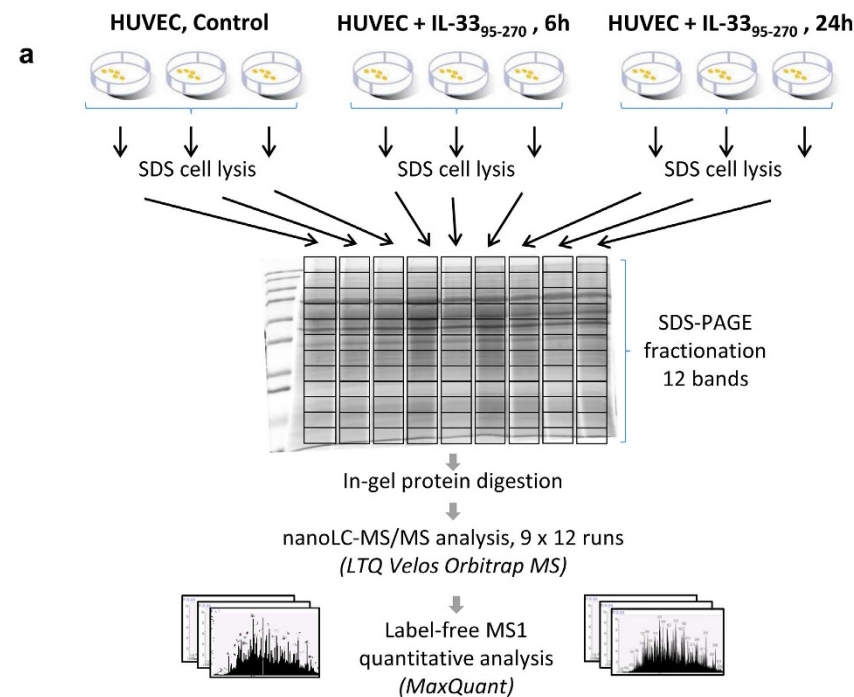 a
HUVEC, Control
HUVEC + IL-33₉₅₋₂₇₀ , 6h
HUVEC + IL-33₉₅₋₂₇₀ , 24h
SDS cell lysis
SDS cell lysis
SDS cell lysis
SDS-PAGE
fractionation
12 bands
In-gel protein digestion
nanoLC-MS/MS analysis, 9 x 12 runs
(LTQ Velos Orbitrap MS)
Label-free MS1
quantitative analysis
(MaxQuant)